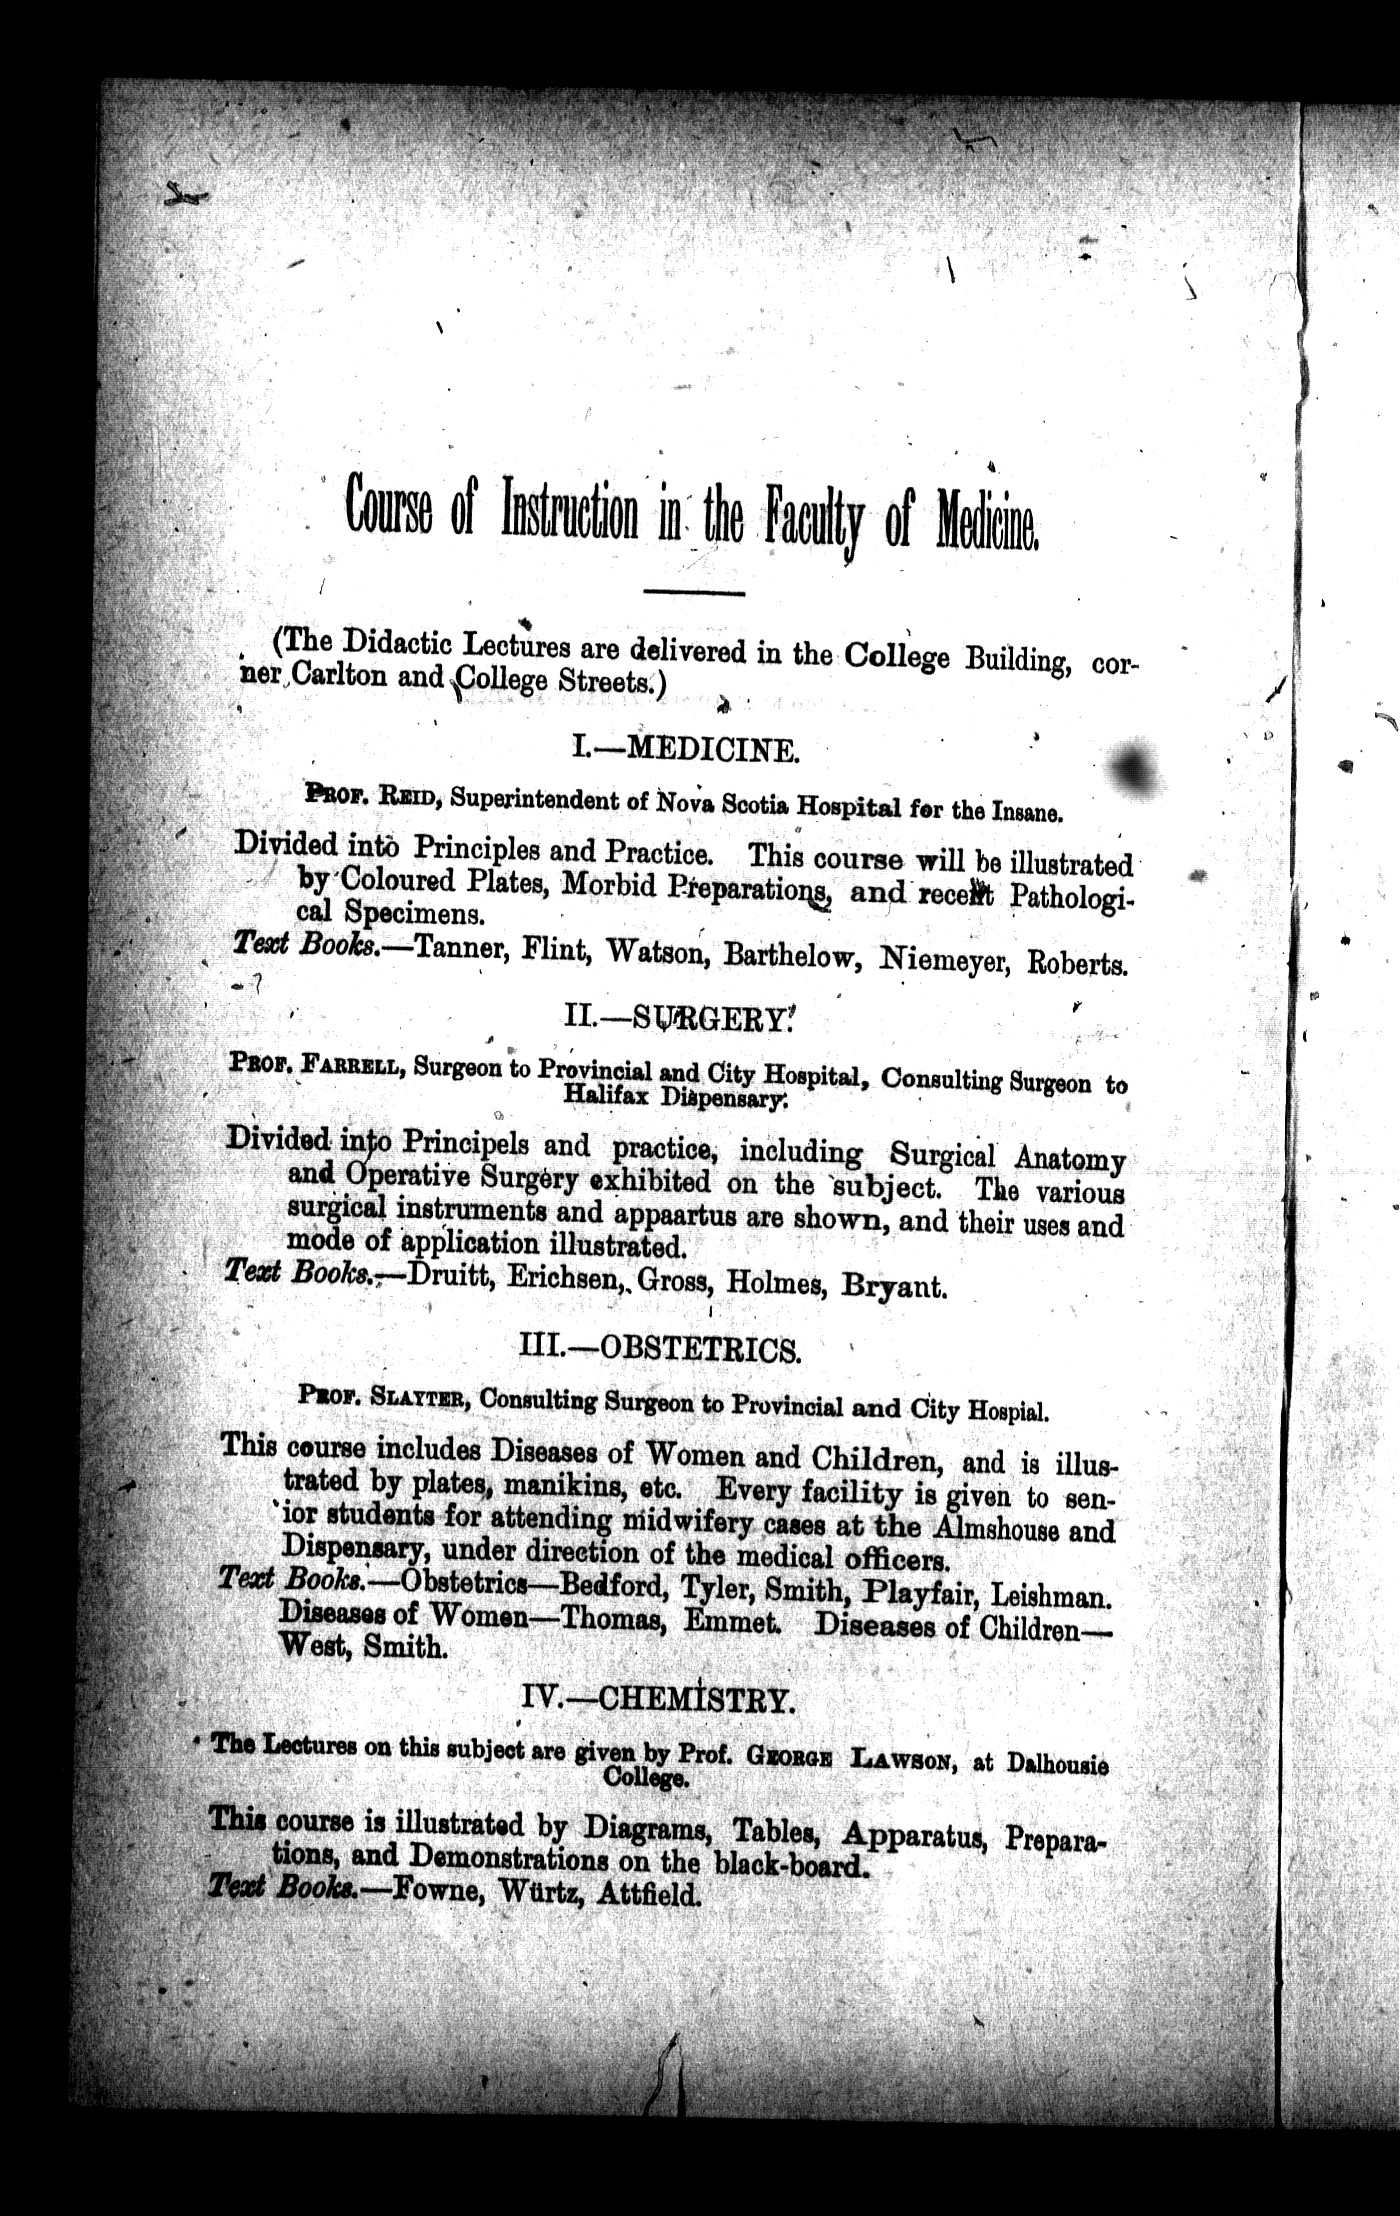 Course of Instruction in the Faculty of Medicine.
(The Didactic Lectures are delivered in the College Building, cor-
ner Carlton and College Streets.)
I.—MEDICINE.
PROF. REID, Superintendent of Nova Scotia Hospital for the Insane.
Divided into Principles and Practice. This course will be illustrated
by Coloured Plates, Morbid Preparations, and recent Pathologi-
cal Specimens.
Text Books.—Tanner, Flint, Watson, Barthelow, Niemeyer, Roberts.
II.—SURGERY.
PROF. FARRELL, Surgeon to Provincial and City Hospital, Consulting Surgeon to
Halifax Dispensary.
Divided into Principels and practice, including Surgical Anatomy
and Operative Surgery exhibited on the subject. The various
surgical instruments and appaartus are shown, and their uses and
mode of application illustrated.
Text Books.—Druitt, Erichsen, Gross, Holmes, Bryant.
III.—OBSTETRICS.
PROF. SLAYTER, Consulting Surgeon to Provincial and City Hospial.
This course includes Diseases of Women and Children, and is illus-
trated by plates, manikins, etc. Every facility is given to sen-
ior students for attending midwifery cases at the Almshouse and
Dispensary, under direction of the medical officers.
Text Books.—Obstetrics—Bedford, Tyler, Smith, Playfair, Leishman.
Diseases of Women—Thomas, Emmet. Diseases of Children—
West, Smith.
IV.—CHEMISTRY.
The Lectures on this subject are given by Prof. GEORGE LAWSON, at Dalhousie
College.
This course is illustrated by Diagrams, Tables, Apparatus, Prepara-
tions, and Demonstrations on the black-board.
Text Books.—Fowne, Würtz, Attfield.